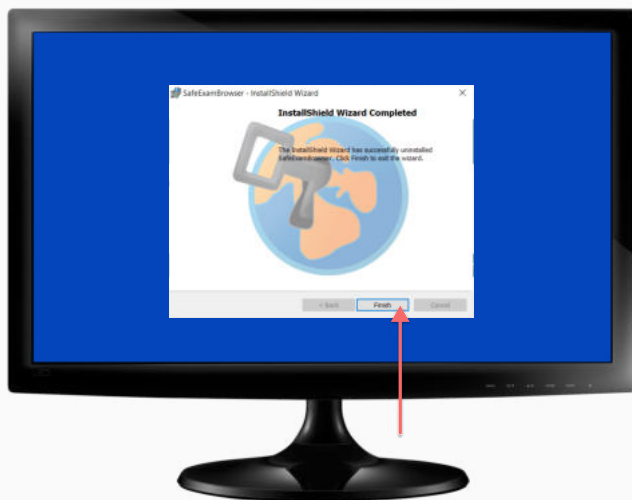 SafeExamBrowser - InstallShield Wizard
InstallShield Wizard Completed
The InstallShield Wizard has successfully uninstalled
SafeExamBrowser. Click Finish to exit the wizard.
< Back Finish Cancel